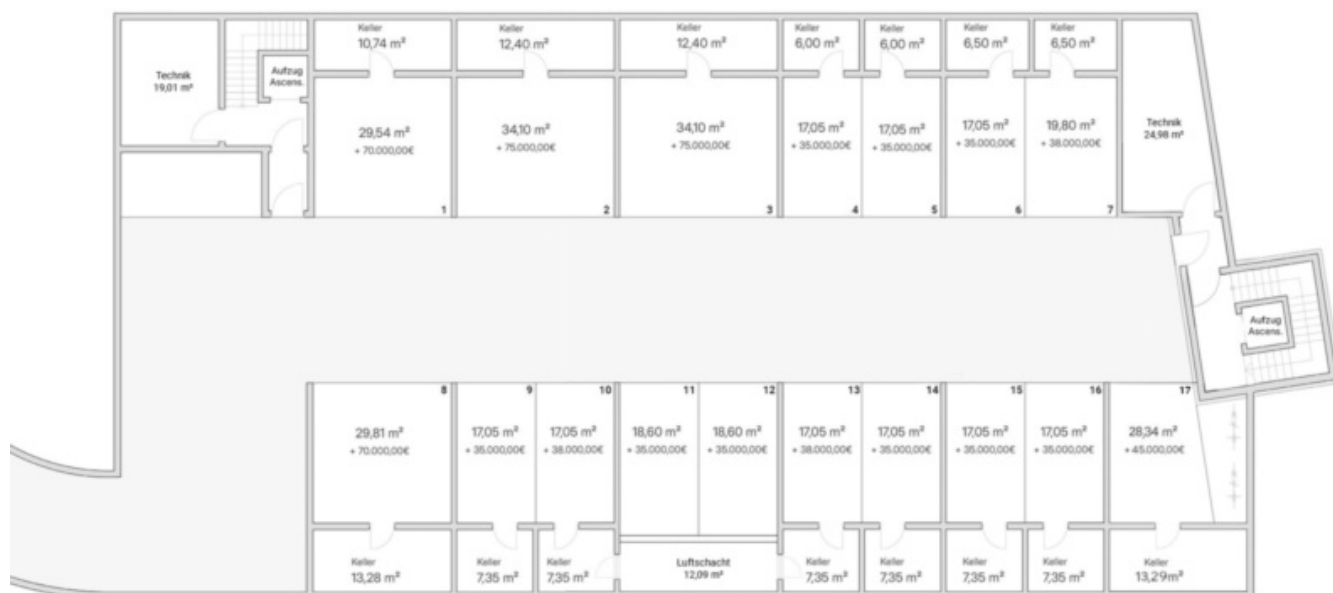 Keller
10,74 m²
Keller
12,40 m²
Keller
12,40 m²
Keller
6,00 m²
Keller
6,00 m²
Keller
6,50 m²
Keller
6,50 m²
Technik
19,01 m²
Aufzug
Ascens.
29,54 m²
+ 70.000,00€
1
34,10 m²
+ 75.000,00€
2
34,10 m²
+ 75.000,00€
3
17,05 m²
+ 35.000,00€
4
17,05 m²
+ 35.000,00€
5
17,05 m²
+ 35.000,00€
6
19,80 m²
+ 38.000,00€
7
Technik
24,98 m²
Aufzug
Ascens.
8
29,81 m²
+ 70.000,00€
9
17,05 m²
+ 35.000,00€
10
17,05 m²
+ 38.000,00€
11
18,60 m²
+ 35.000,00€
12
18,60 m²
+ 35.000,00€
13
17,05 m²
+ 38.000,00€
14
17,05 m²
+ 35.000,00€
15
17,05 m²
+ 35.000,00€
16
17,05 m²
+ 35.000,00€
17
28,34 m²
+ 45.000,00€
Keller
13,28 m²
Keller
7,35 m²
Keller
7,35 m²
Luftschacht
12,09 m²
Keller
7,35 m²
Keller
7,35 m²
Keller
7,35 m²
Keller
7,35 m²
Keller
13,29m²